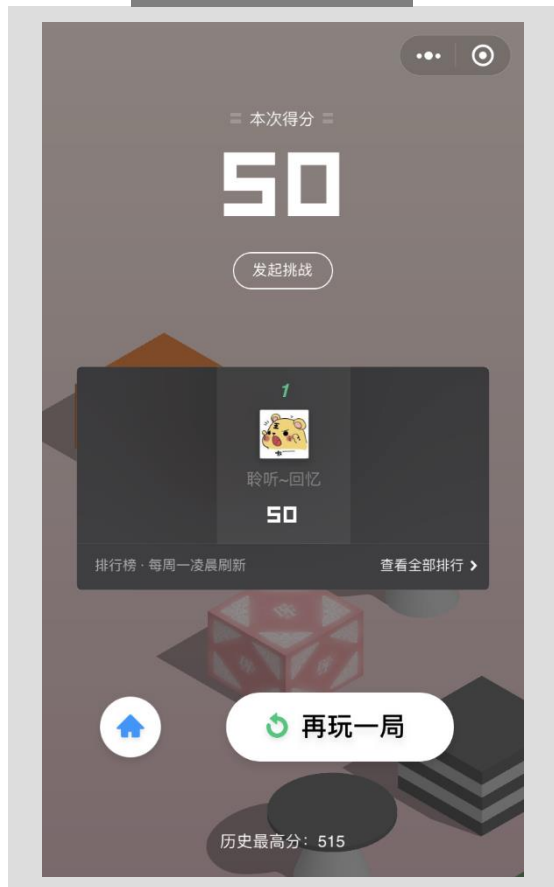 本次得分
50
发起挑战
1
聆听~回忆
50
排行榜 · 每周一凌晨刷新
查看全部排行
再玩一局
历史最高分：515